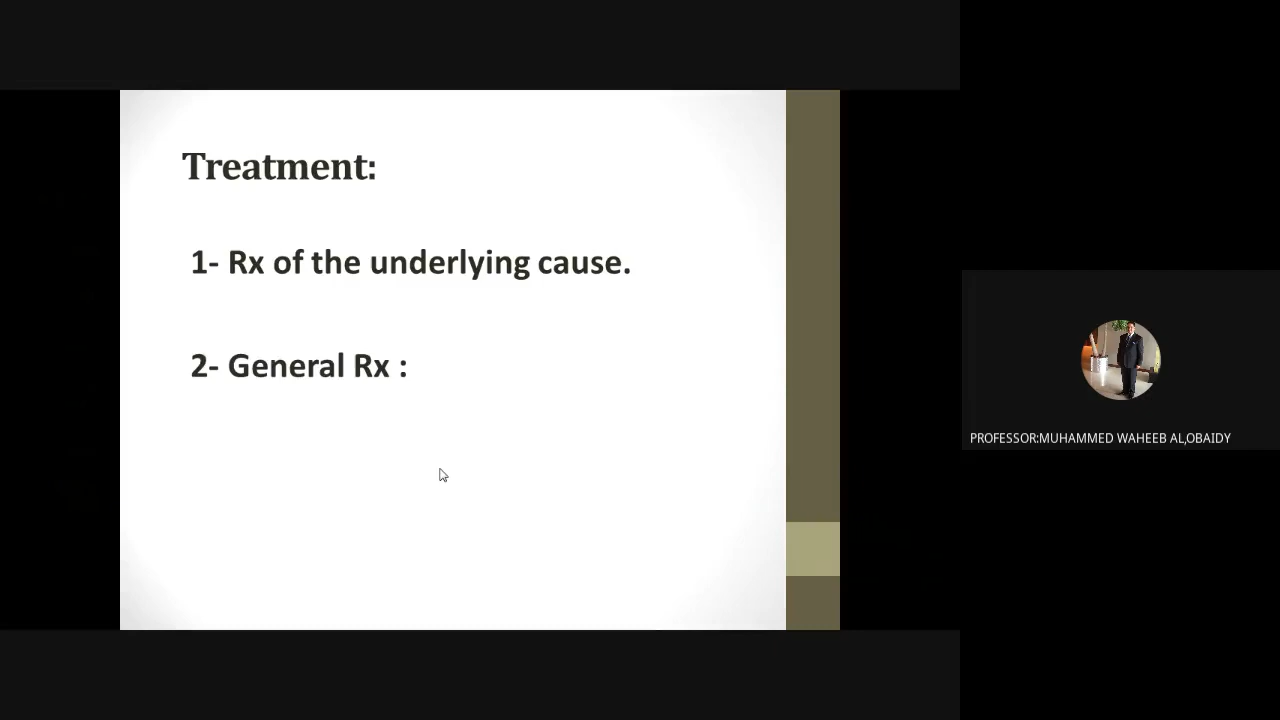 Treatment:
1- Rx of the underlying cause.
2- General Rx :
PROFESSOR:MUHAMMED WAHEEB AL,OBAIDY